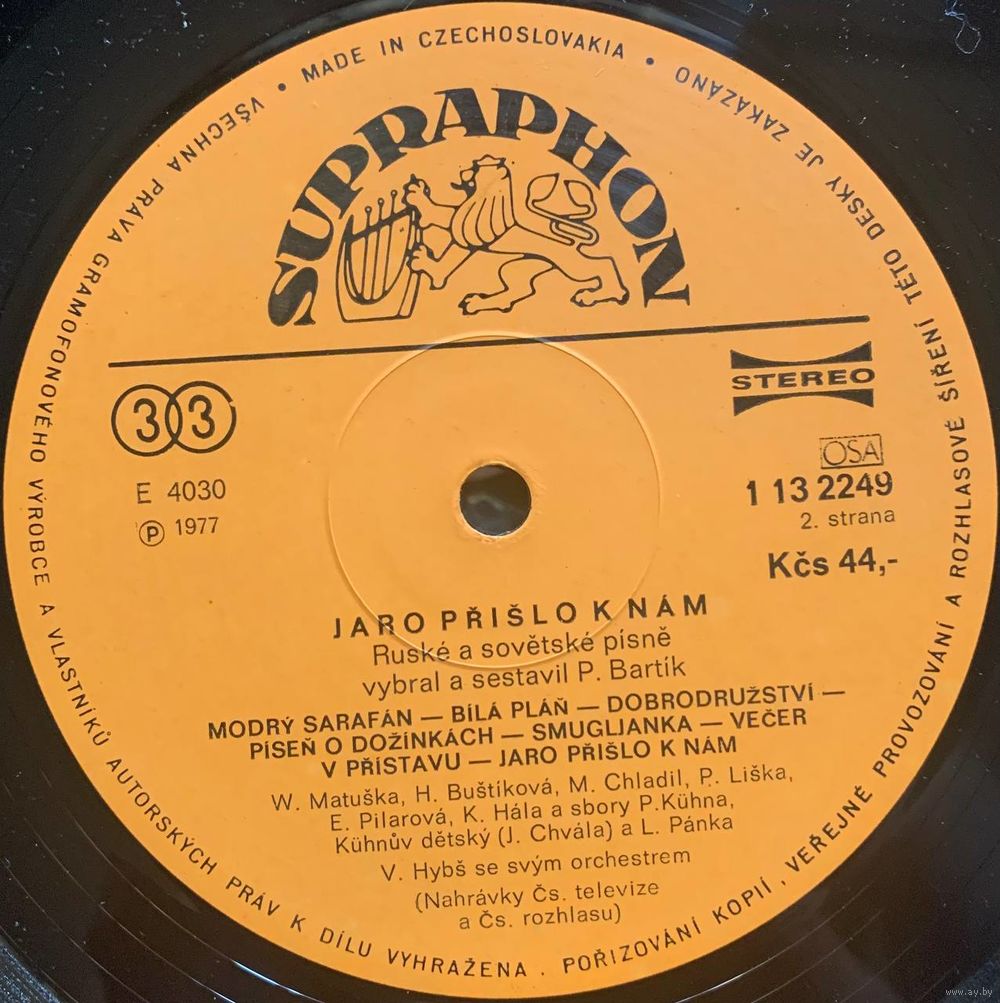 VŠECHNA PRÁVA GRAMOFONOVÉHO VÝROBCE A VLASTNÍKŮ AUTORSKÝCH PRÁV K DÍLU VYHRAŽENA . POŘIZOVÁNÍ KOPIÍ , VEŘEJNÉ PROVOZOVÁNÍ A ROZHLASOVÉ ŠÍŘENÍ TÉTO DESKY JE ZAKÁZÁNO
• MADE IN CZECHOSLOVAKIA •
SUPRAPHON
33
STEREO
OSA
E 4030
1 13 2249
Ⓟ 1977
2. strana
Kčs 44,-
JARO PŘIŠLO K NÁM
Ruské a sovětské písně
vybral a sestavil P. Bartík
MODRÝ SARAFÁN — BÍLÁ PLÁŇ — DOBRODRUŽSTVÍ —
PÍSEŇ O DOŽÍNKÁCH — SMUGLJANKA — VEČER
V PŘÍSTAVU — JARO PŘIŠLO K NÁM
W. Matuška, H. Buštíková, M. Chladil, P. Liška,
E. Pilarová, K. Hála a sbory P.Kühna,
Kühnův dětský (J. Chvála) a L. Pánka
V. Hybš se svým orchestrem
(Nahrávky Čs. televize
a Čs. rozhlasu)
www.ay.by